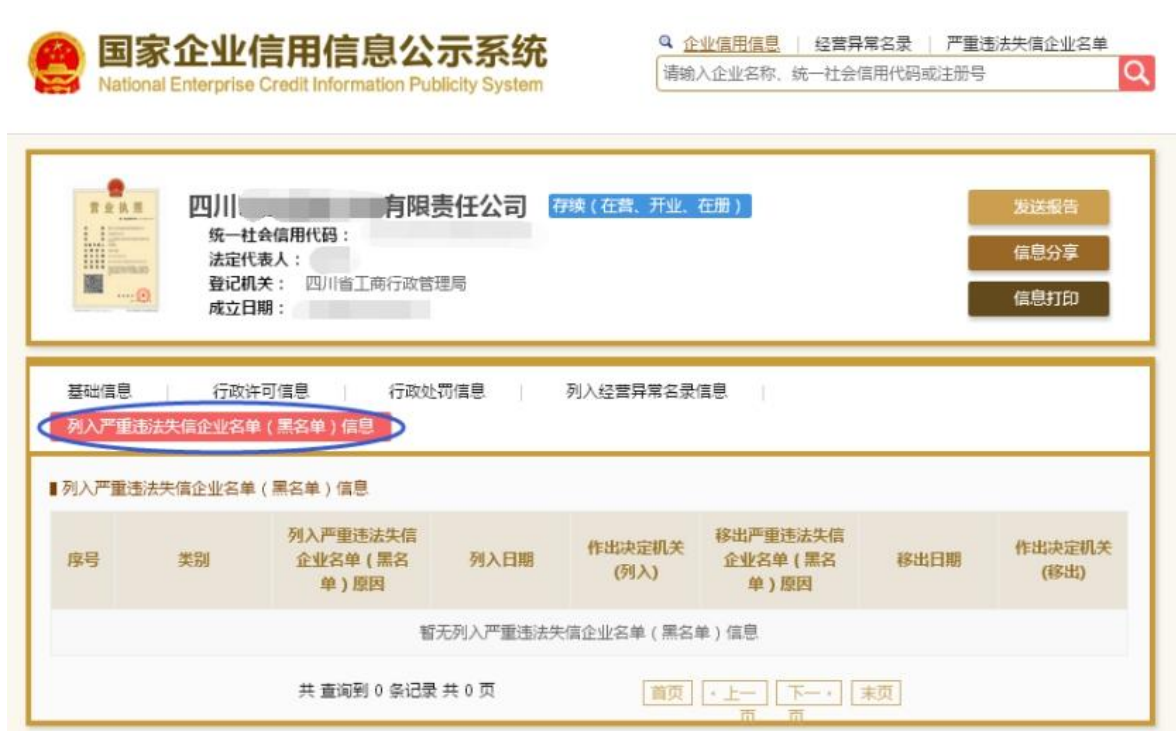 国家企业信用信息公示系统
National Enterprise Credit Information Publicity System
企业信用信息 | 经营异常名录 | 严重违法失信企业名单
请输入企业名称、统一社会信用代码或注册号
营业执照
四川 有限责任公司 存续(在营、开业、在册)
统一社会信用代码:
法定代表人:
登记机关: 四川省工商行政管理局
成立日期:
发送报告
信息分享
信息打印
基础信息 | 行政许可信息 | 行政处罚信息 | 列入经营异常名录信息 |
列入严重违法失信企业名单(黑名单)信息
列入严重违法失信企业名单(黑名单)信息
序号
类别
列入严重违法失信
企业名单(黑名
单)原因
列入日期
作出决定机关
(列入)
移出严重违法失信
企业名单(黑名
单)原因
移出日期
作出决定机关
(移出)
暂无列入严重违法失信企业名单(黑名单)信息
共 查询到 0 条记录 共 0 页
首页
上一
页
下一
页
末页